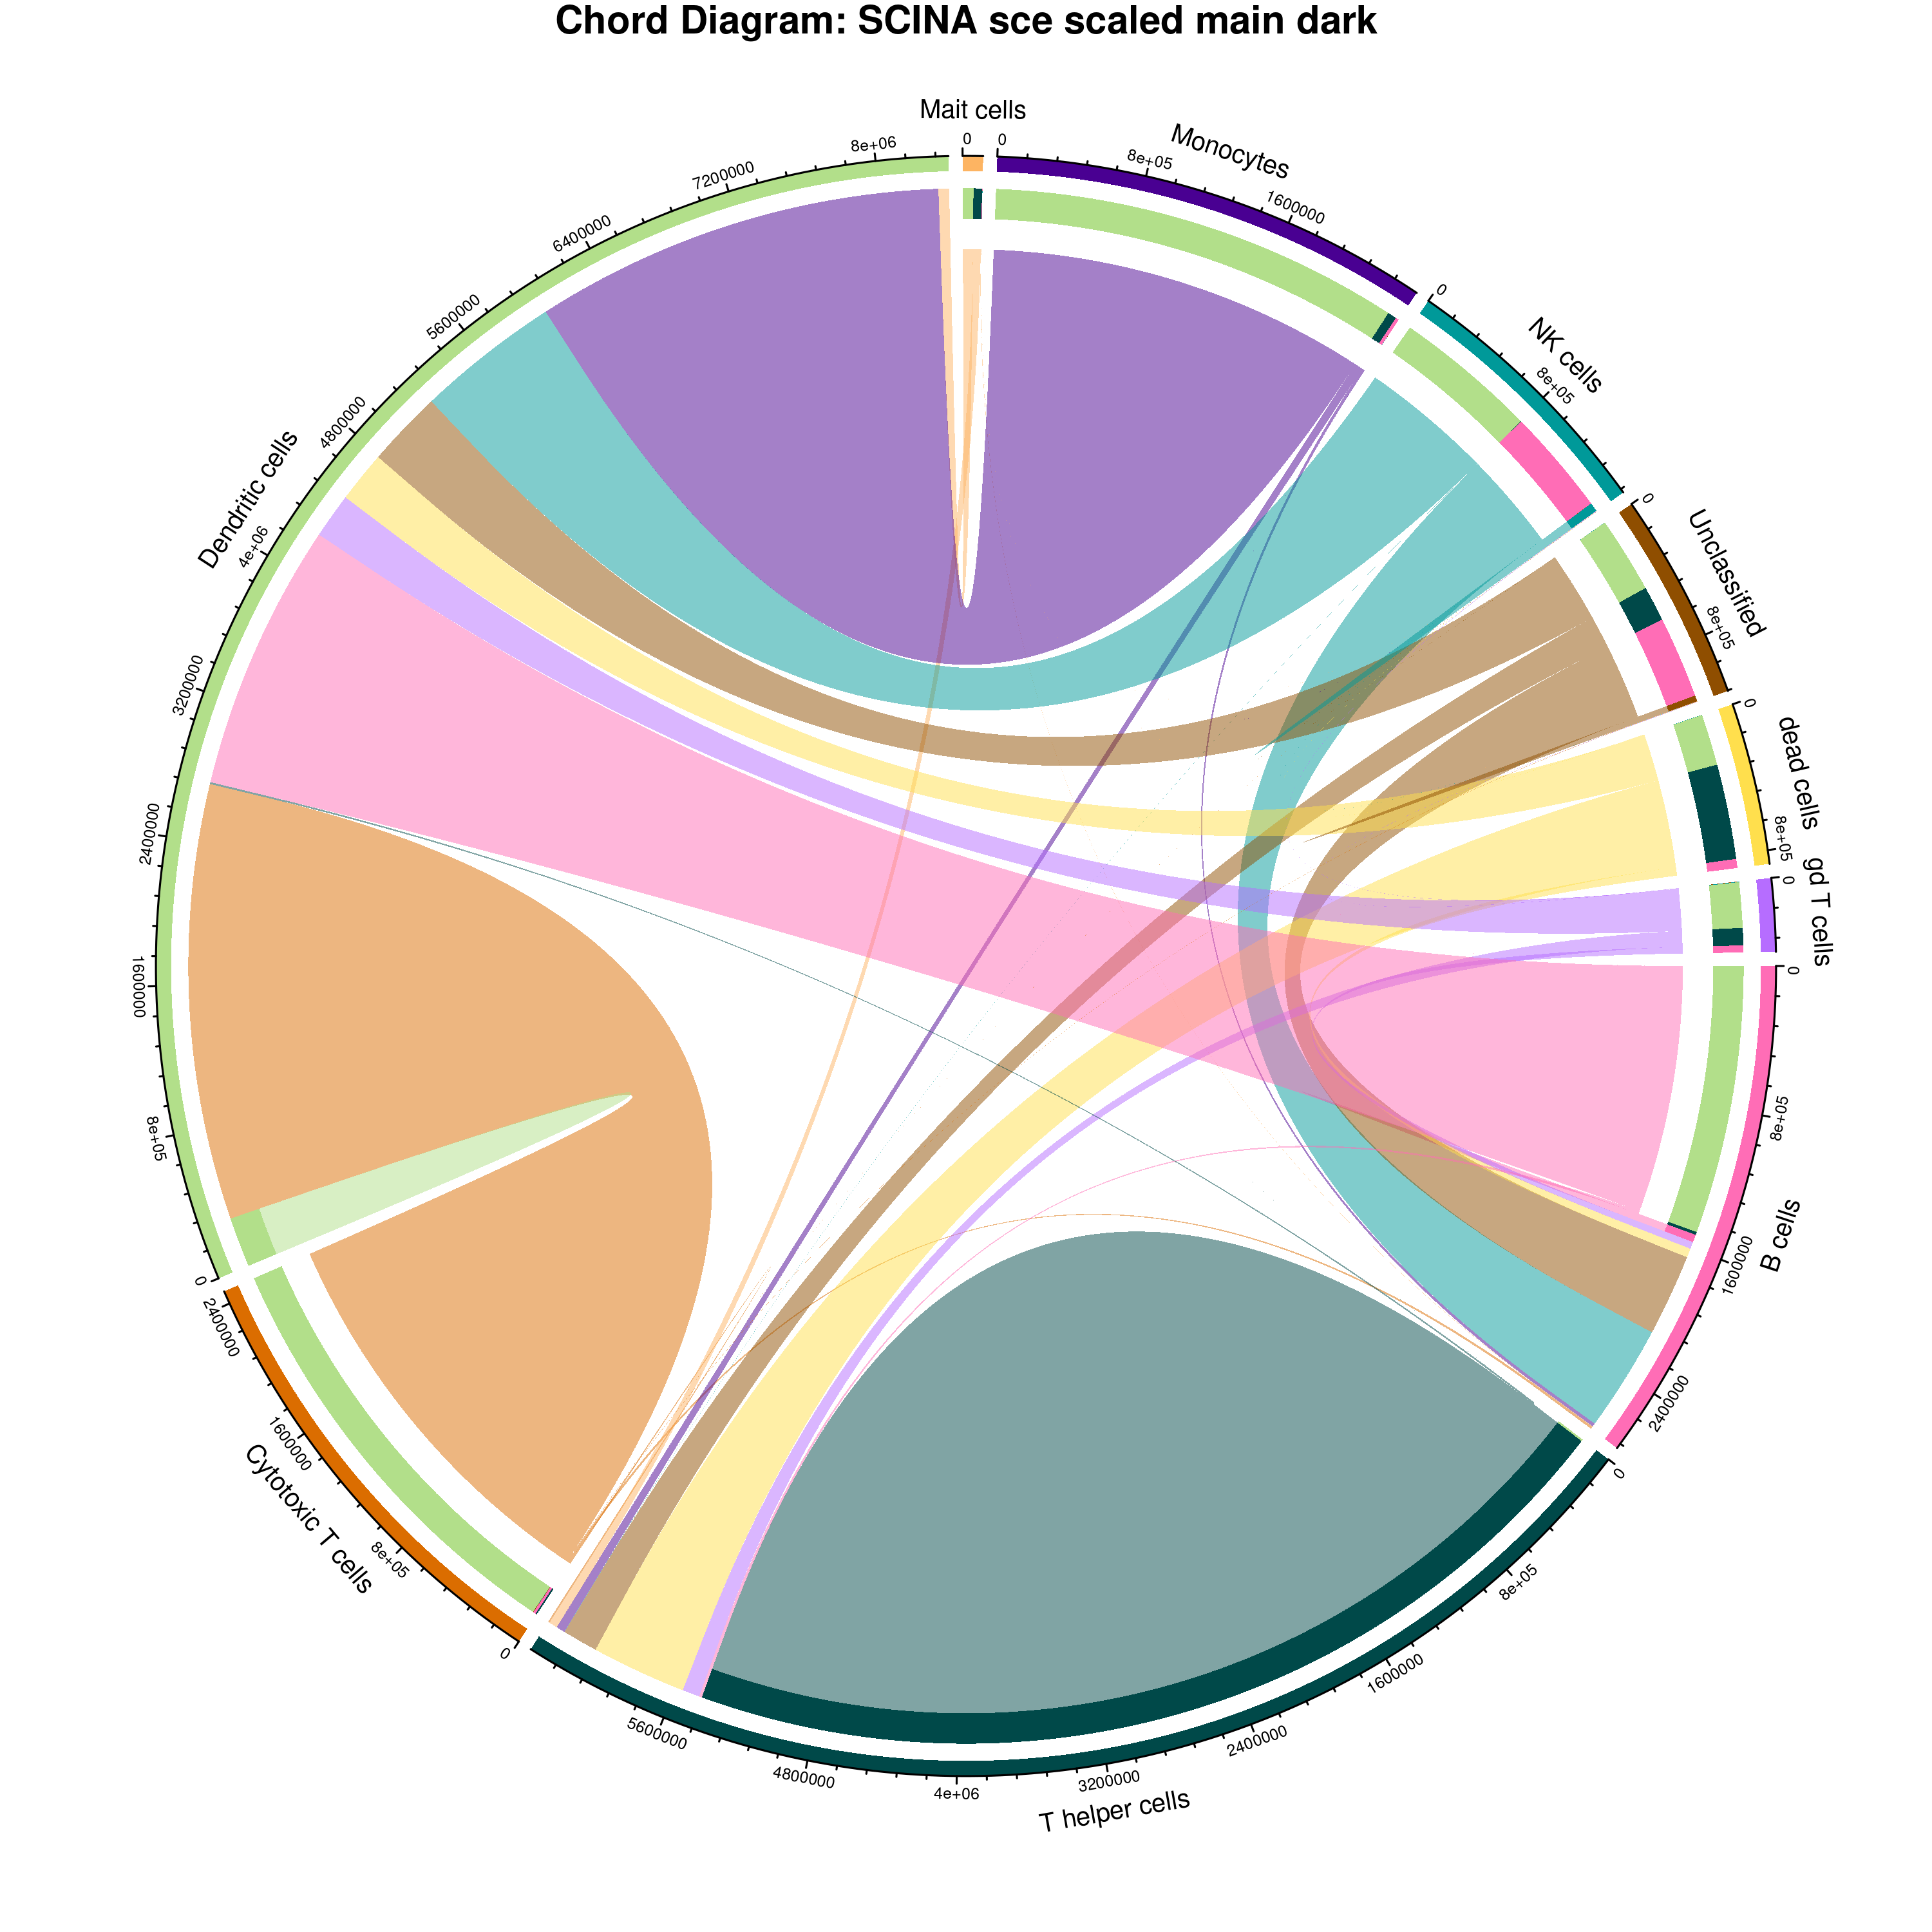 Chord Diagram: SCINA sce scaled main dark
Mait cells
0
Monocytes
0
8e+05
1600000
NK cells
0
8e+05
Unclassified
0
8e+05
dead cells
0
8e+05
gd T cells
0
B cells
0
8e+05
1600000
2400000
T helper cells
0
8e+05
1600000
2400000
3200000
4e+06
4800000
5600000
Cytotoxic T cells
0
8e+05
1600000
2400000
Dendritic cells
0
8e+05
1600000
2400000
3200000
4e+06
4800000
5600000
6400000
7200000
8e+06